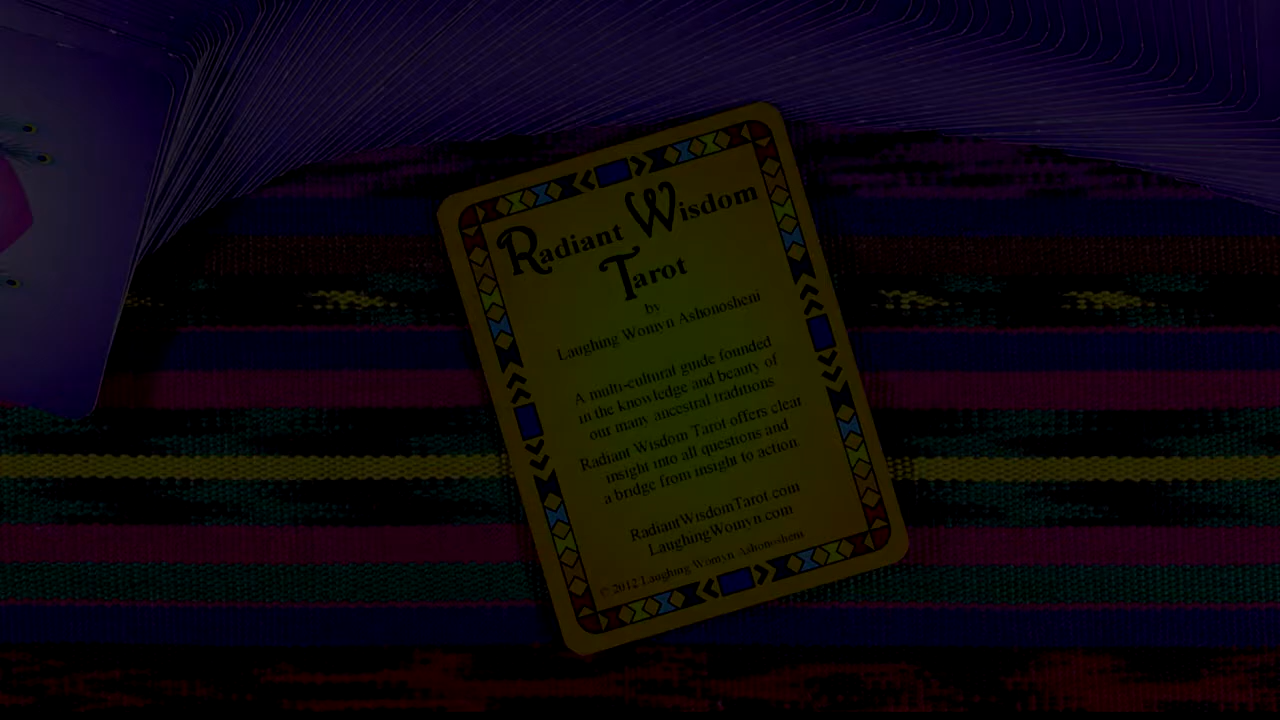 Radiant Wisdom
Tarot
by
Laughing Womyn Ashonosheni
A multi-cultural guide founded
in the knowledge and beauty of
our many ancestral traditions
Radiant Wisdom Tarot offers clear
insight into all questions and
a bridge from insight to action
RadiantWisdomTarot.com
LaughingWomyn.com
© 2012 Laughing Womyn Ashonosheni